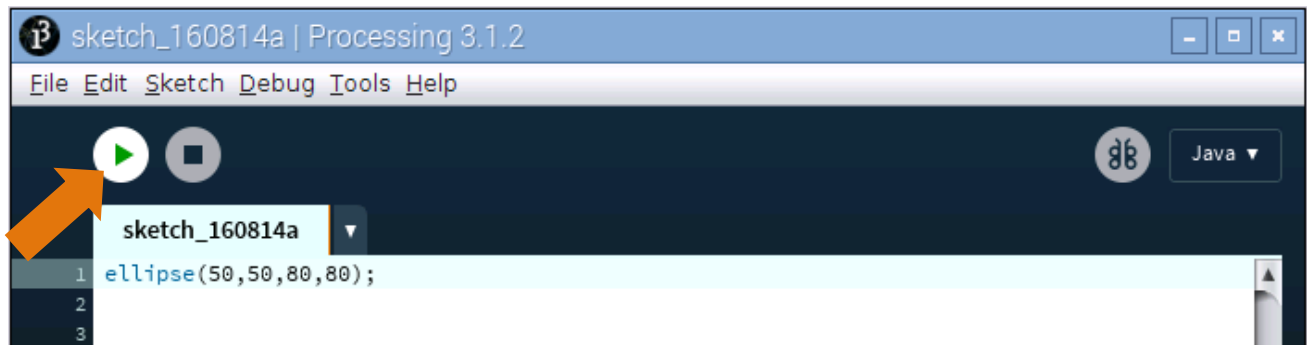 sketch_160814a | Processing 3.1.2
File Edit Sketch Debug Tools Help
Java ▼
sketch_160814a ▼
1 ellipse(50,50,80,80);
2
3